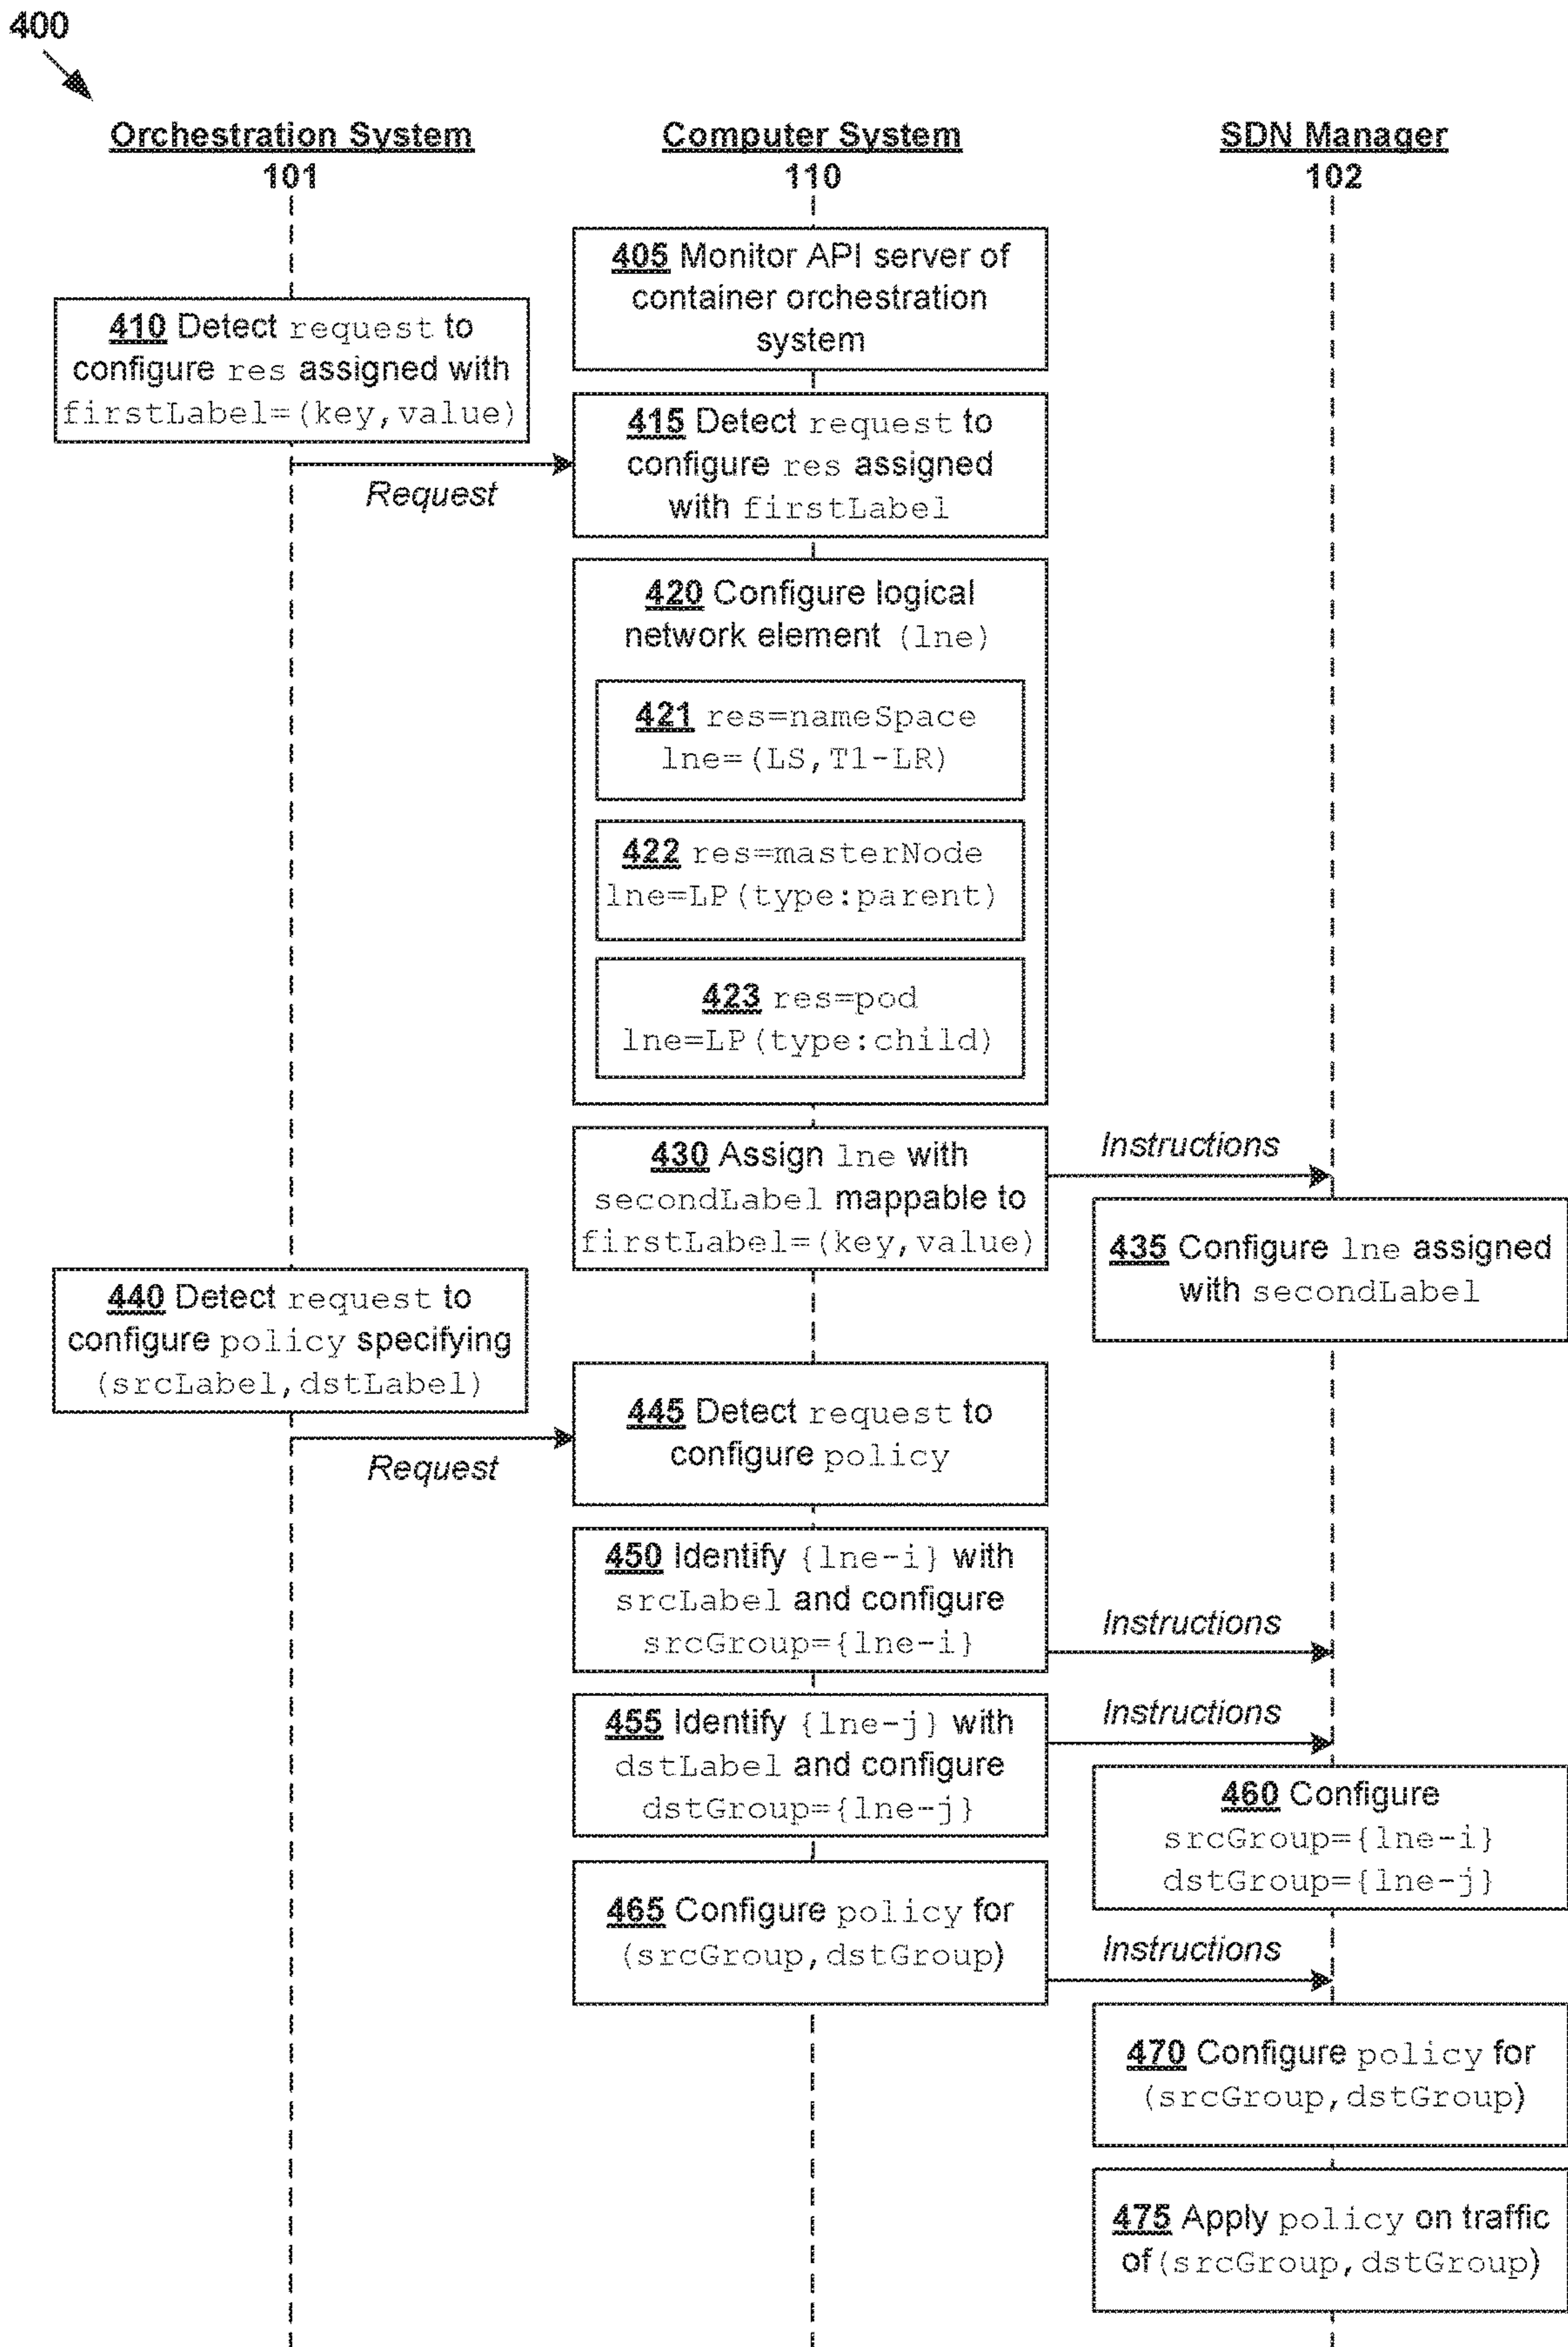 400
Orchestration System
101
Computer System
110
SDN Manager
102
405 Monitor API server of
container orchestration
system
410 Detect request to
configure res assigned with
firstLabel=(key,value)
Request
415 Detect request to
configure res assigned
with firstLabel
420 Configure logical
network element (lne)
421 res=nameSpace
lne=(LS,T1-LR)
422 res=masterNode
lne=LP(type:parent)
423 res=pod
lne=LP(type:child)
430 Assign lne with
secondLabel mappable to
firstLabel=(key,value)
Instructions
435 Configure lne assigned
with secondLabel
440 Detect request to
configure policy specifying
(srcLabel,dstLabel)
Request
445 Detect request to
configure policy
450 Identify {lne-i} with
srcLabel and configure
srcGroup={lne-i}
Instructions
455 Identify {lne-j} with
dstLabel and configure
dstGroup={lne-j}
Instructions
460 Configure
srcGroup={lne-i}
dstGroup={lne-j}
465 Configure policy for
(srcGroup,dstGroup)
Instructions
470 Configure policy for
(srcGroup,dstGroup)
475 Apply policy on traffic
of(srcGroup,dstGroup)